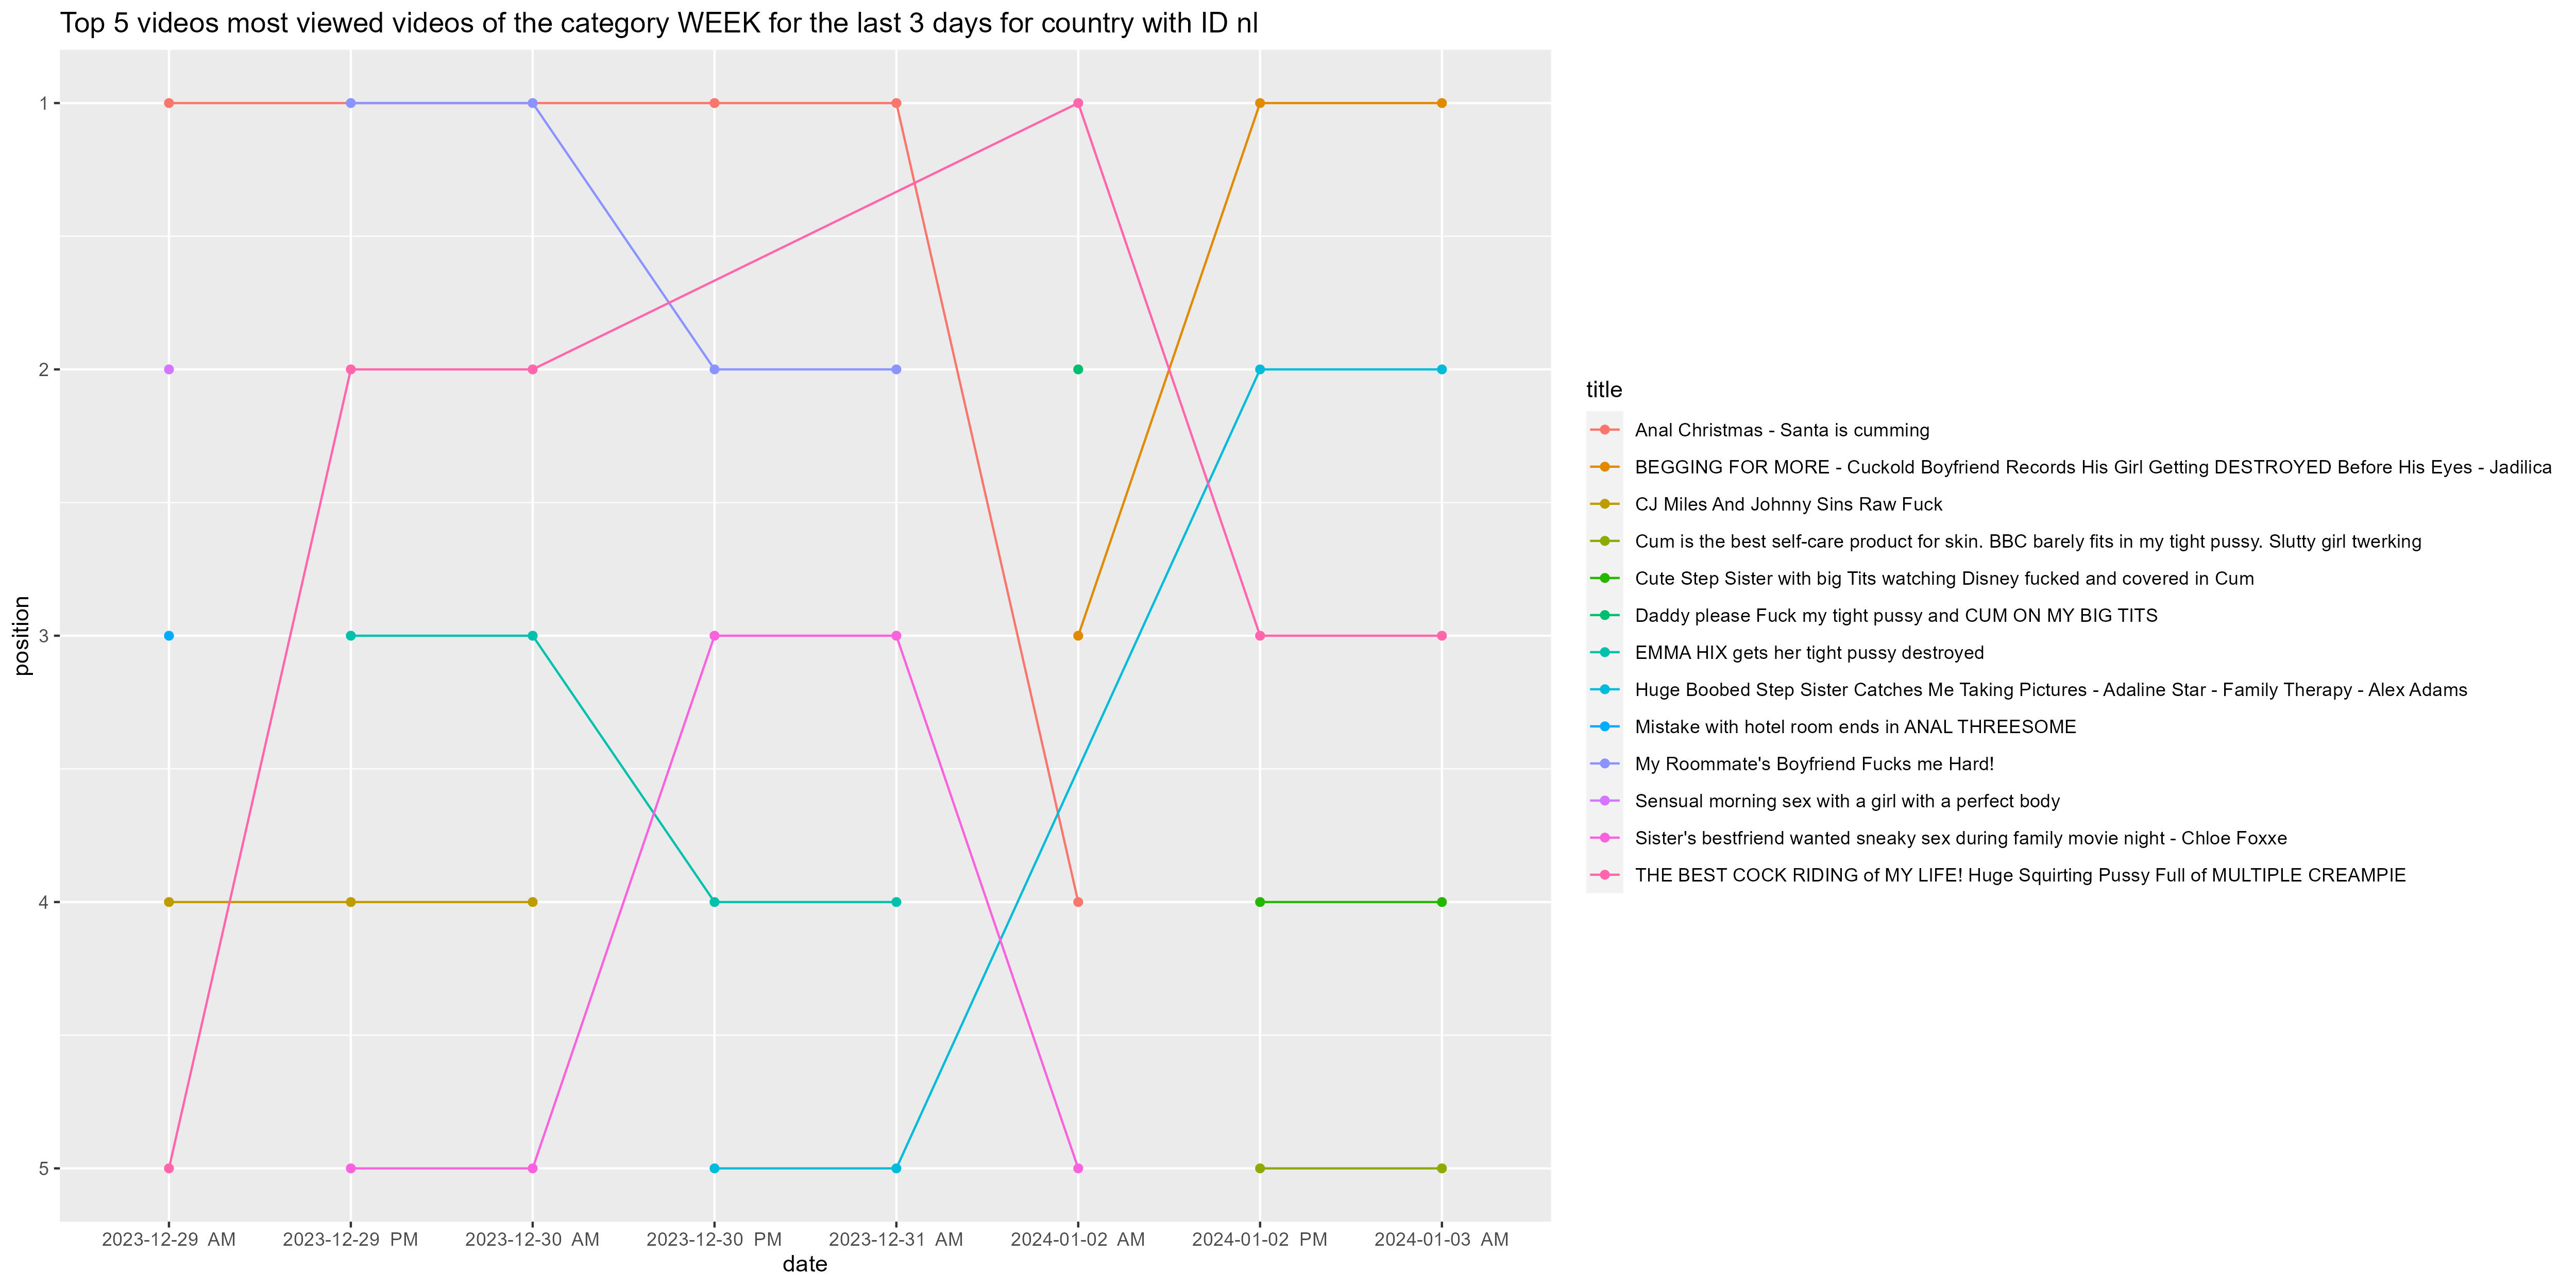 Top 5 videos most viewed videos of the category WEEK for the last 3 days for country with ID nl
1
2
3
4
5
position
2023-12-29 AM
2023-12-29 PM
2023-12-30 AM
2023-12-30 PM
2023-12-31 AM
2024-01-02 AM
2024-01-02 PM
2024-01-03 AM
date
title
Anal Christmas - Santa is cumming
BEGGING FOR MORE - Cuckold Boyfriend Records His Girl Getting DESTROYED Before His Eyes - Jadilica
CJ Miles And Johnny Sins Raw Fuck
Cum is the best self-care product for skin. BBC barely fits in my tight pussy. Slutty girl twerking
Cute Step Sister with big Tits watching Disney fucked and covered in Cum
Daddy please Fuck my tight pussy and CUM ON MY BIG TITS
EMMA HIX gets her tight pussy destroyed
Huge Boobed Step Sister Catches Me Taking Pictures - Adaline Star - Family Therapy - Alex Adams
Mistake with hotel room ends in ANAL THREESOME
My Roommate's Boyfriend Fucks me Hard!
Sensual morning sex with a girl with a perfect body
Sister's bestfriend wanted sneaky sex during family movie night - Chloe Foxxe
THE BEST COCK RIDING of MY LIFE! Huge Squirting Pussy Full of MULTIPLE CREAMPIE